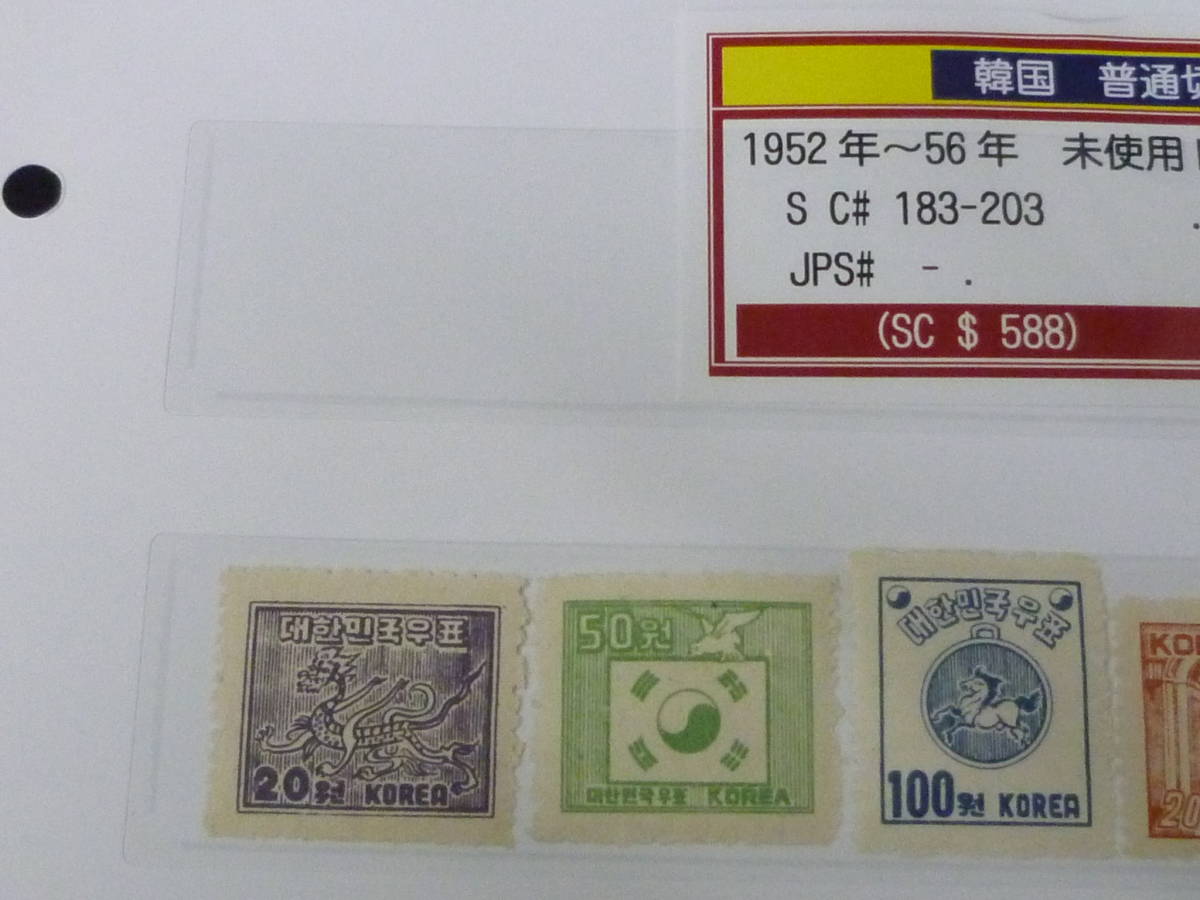 韓国 普通切
1952年～56年 未使用
S C# 183-203
JPS# - .
(SC $ 588)
대한민국우표
20원 KOREA
50원
대한민국우표 KOREA
대한민국우표
100원 KOREA
KO
20